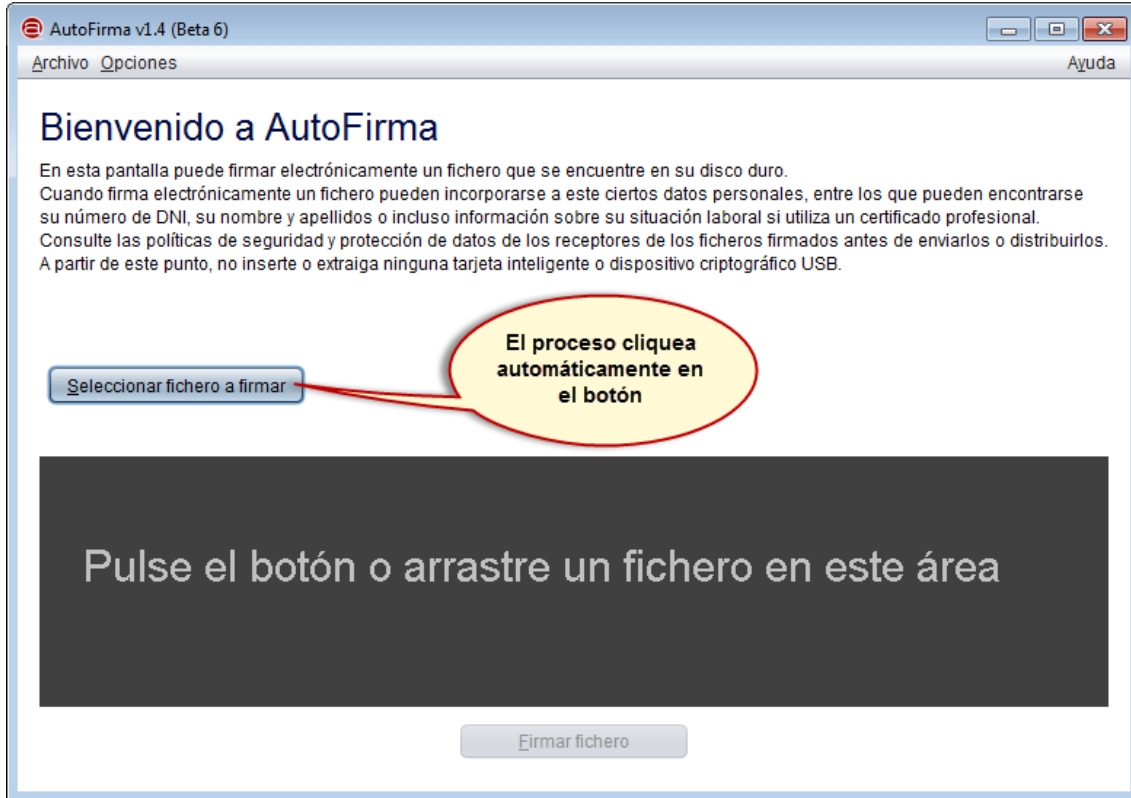 AutoFirma v1.4 (Beta 6)
Archivo Opciones Ayuda
Bienvenido a AutoFirma
En esta pantalla puede firmar electrónicamente un fichero que se encuentre en su disco duro.
Cuando firma electrónicamente un fichero pueden incorporarse a este ciertos datos personales, entre los que pueden encontrarse
su número de DNI, su nombre y apellidos o incluso información sobre su situación laboral si utiliza un certificado profesional.
Consulte las políticas de seguridad y protección de datos de los receptores de los ficheros firmados antes de enviarlos o distribuirlos.
A partir de este punto, no inserte o extraiga ninguna tarjeta inteligente o dispositivo criptográfico USB.
El proceso cliquea
automáticamente en
el botón
Seleccionar fichero a firmar
Pulse el botón o arrastre un fichero en este área
Firmar fichero